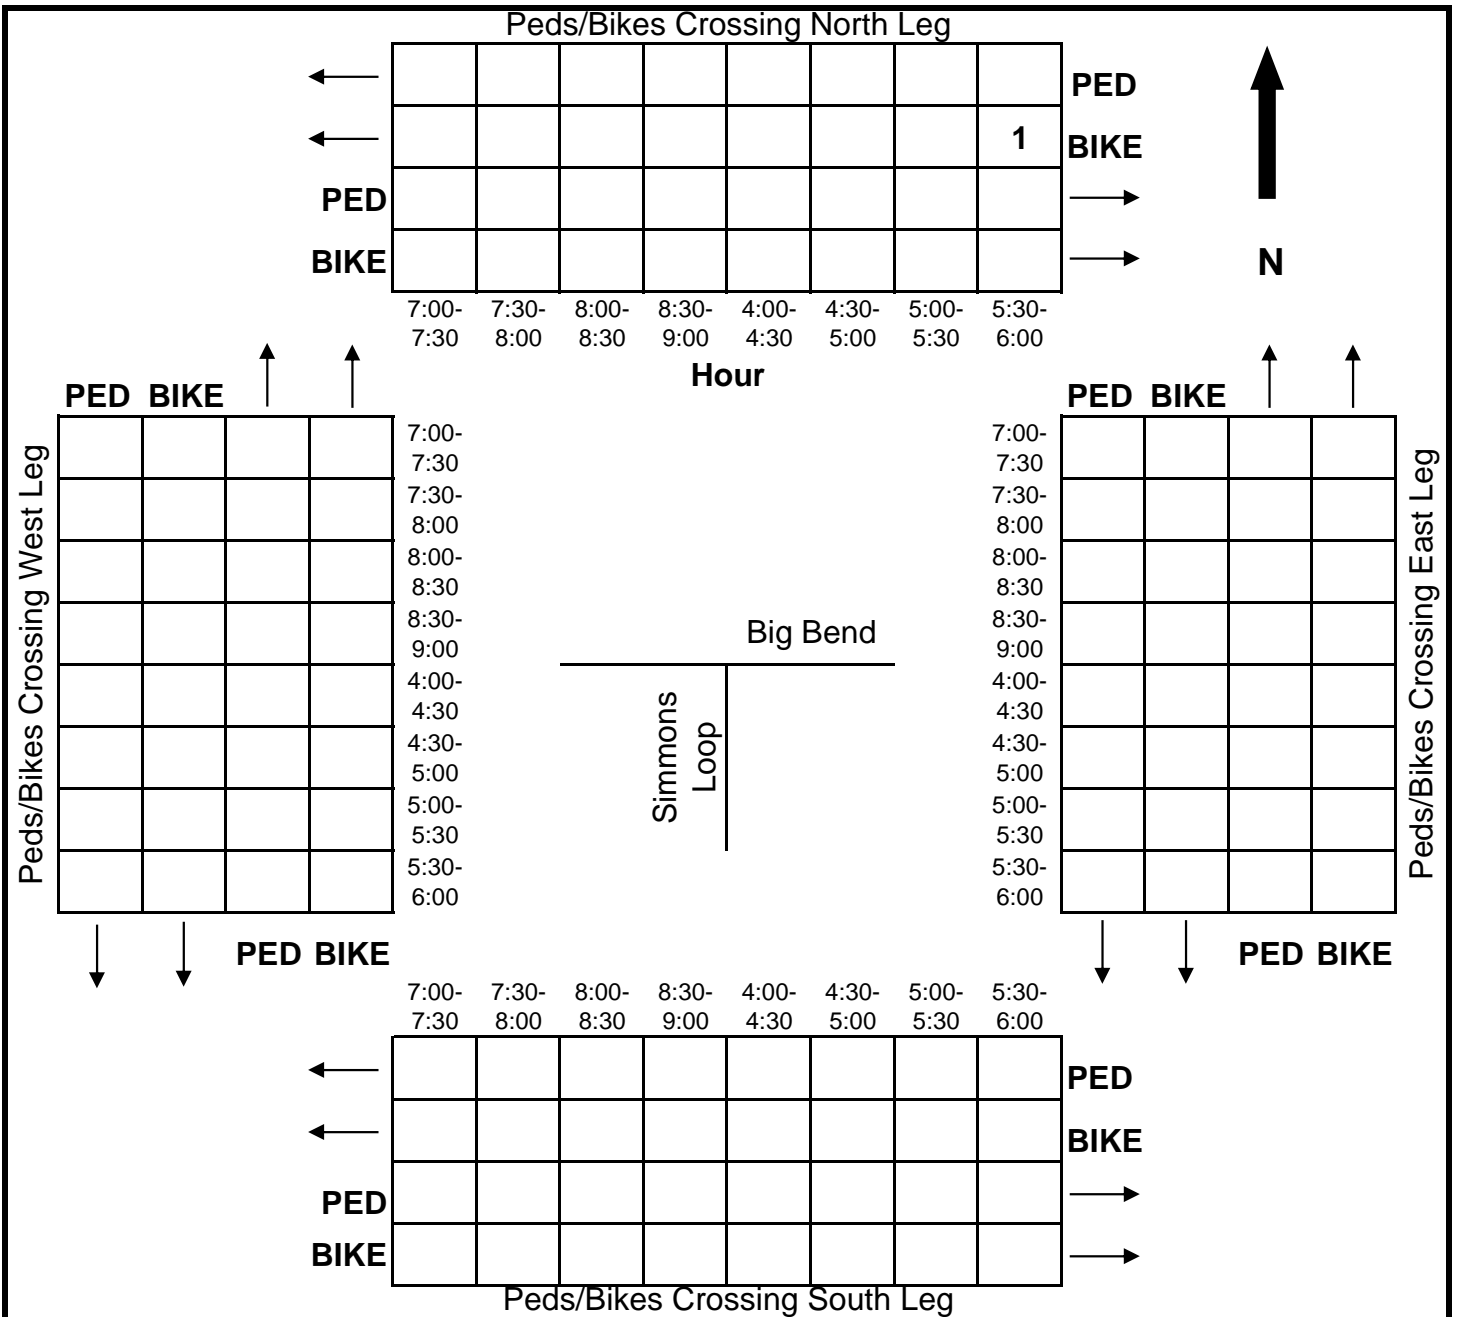 Peds/Bikes Crossing North Leg
PED
1
BIKE
PED
BIKE
N
7:00- 7:30- 8:00- 8:30- 4:00- 4:30- 5:00- 5:30-
7:30 8:00 8:30 9:00 4:30 5:00 5:30 6:00
Hour
PED BIKE
PED BIKE
Peds/Bikes Crossing West Leg
7:00-
7:30
7:30-
8:00
8:00-
8:30
8:30-
9:00
4:00-
4:30
4:30-
5:00
5:00-
5:30
5:30-
6:00
Big Bend
Simmons
Loop
7:00-
7:30
7:30-
8:00
8:00-
8:30
8:30-
9:00
4:00-
4:30
4:30-
5:00
5:00-
5:30
5:30-
6:00
Peds/Bikes Crossing East Leg
PED BIKE
PED BIKE
7:00- 7:30- 8:00- 8:30- 4:00- 4:30- 5:00- 5:30-
7:30 8:00 8:30 9:00 4:30 5:00 5:30 6:00
PED
BIKE
PED
BIKE
Peds/Bikes Crossing South Leg